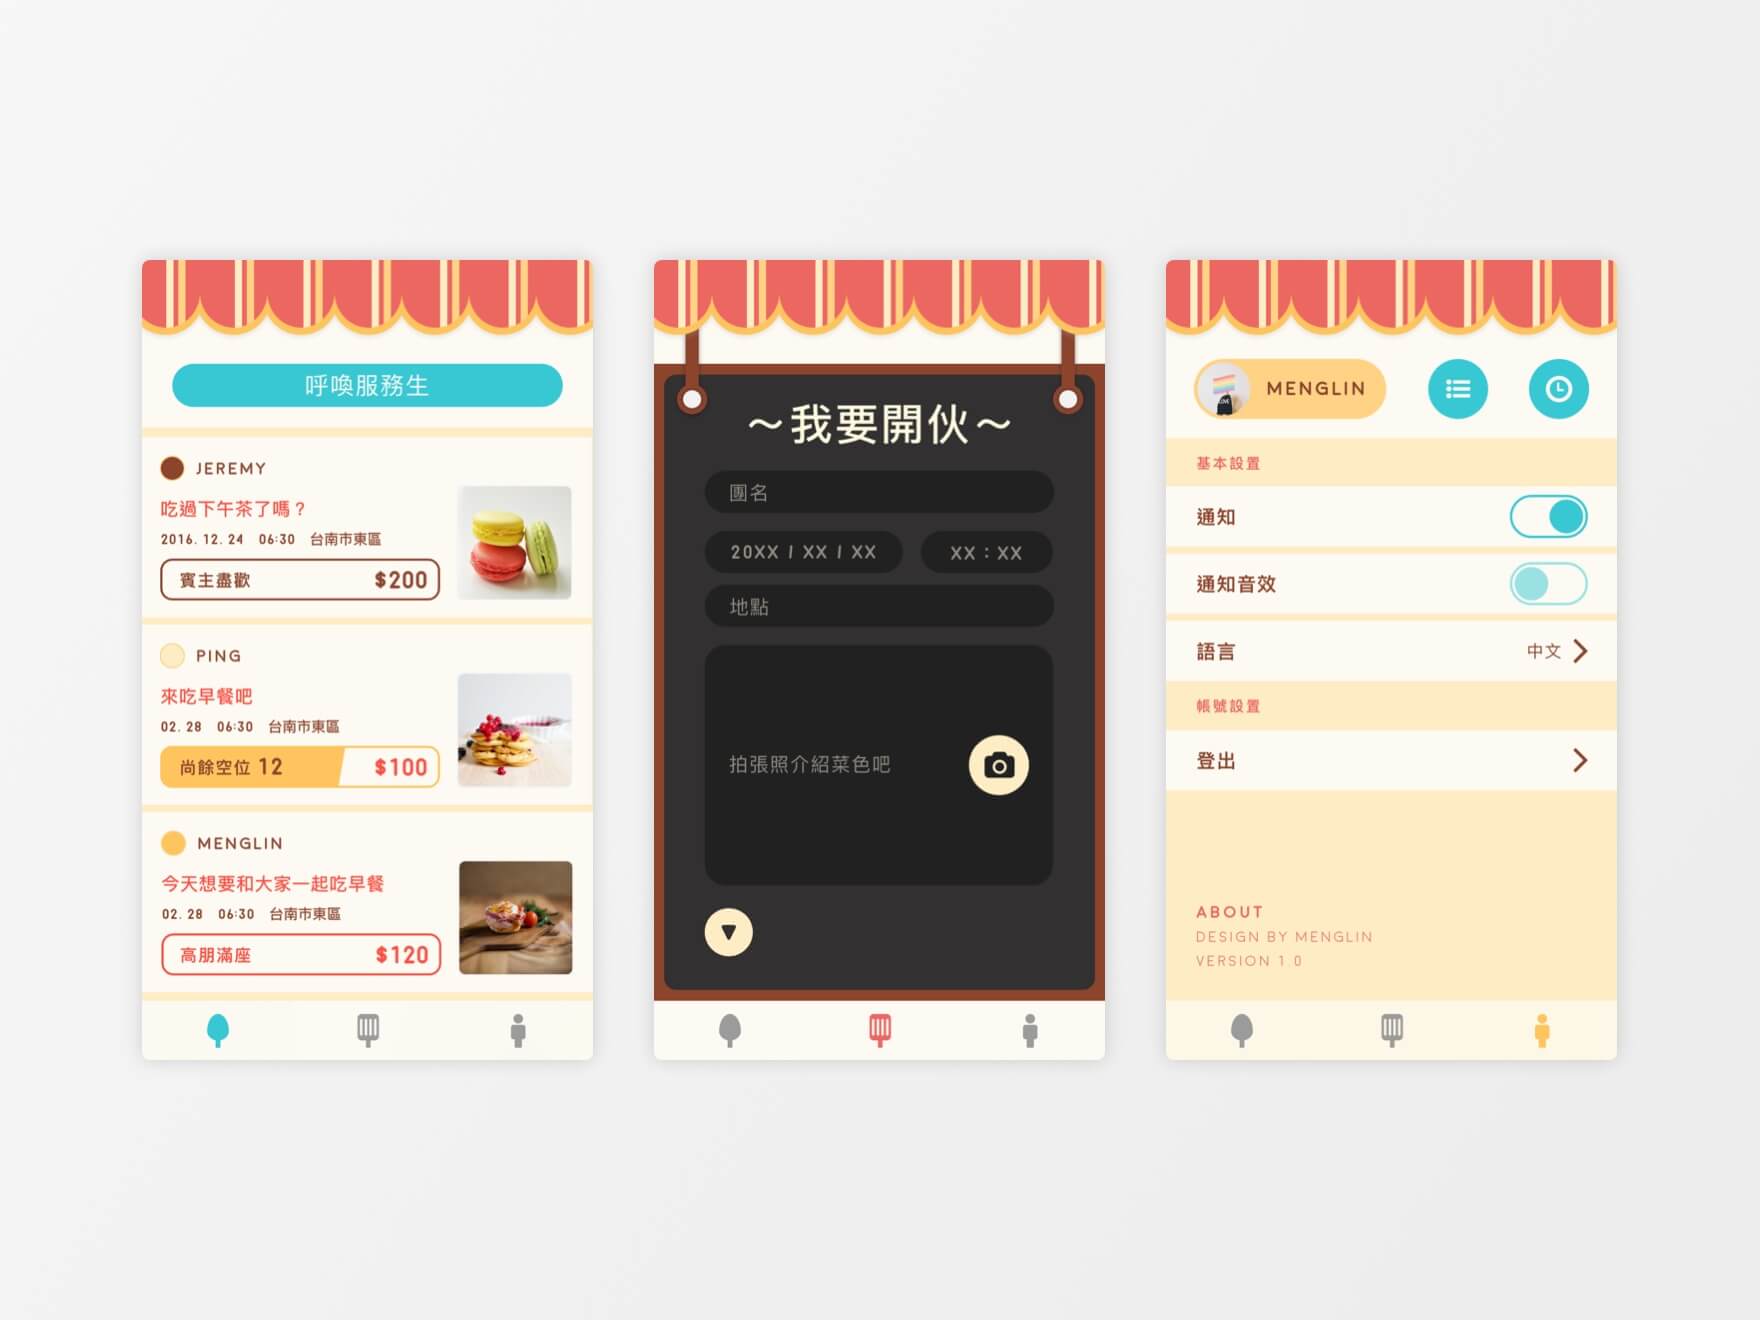 呼喚服務生
JEREMY
吃過下午茶了嗎？
2016. 12. 24 06:30 台南市東區
賓主盡歡 $200
PING
來吃早餐吧
02. 28 06:30 台南市東區
尚餘空位 12 $100
MENGLIN
今天想要和大家一起吃早餐
02. 28 06:30 台南市東區
高朋滿座 $120
～我要開伙～
團名
20XX / XX / XX XX : XX
地點
拍張照介紹菜色吧
MENGLIN
基本設置
通知
通知音效
語言 中文
帳號設置
登出
ABOUT
DESIGN BY MENGLIN
VERSION 1.0